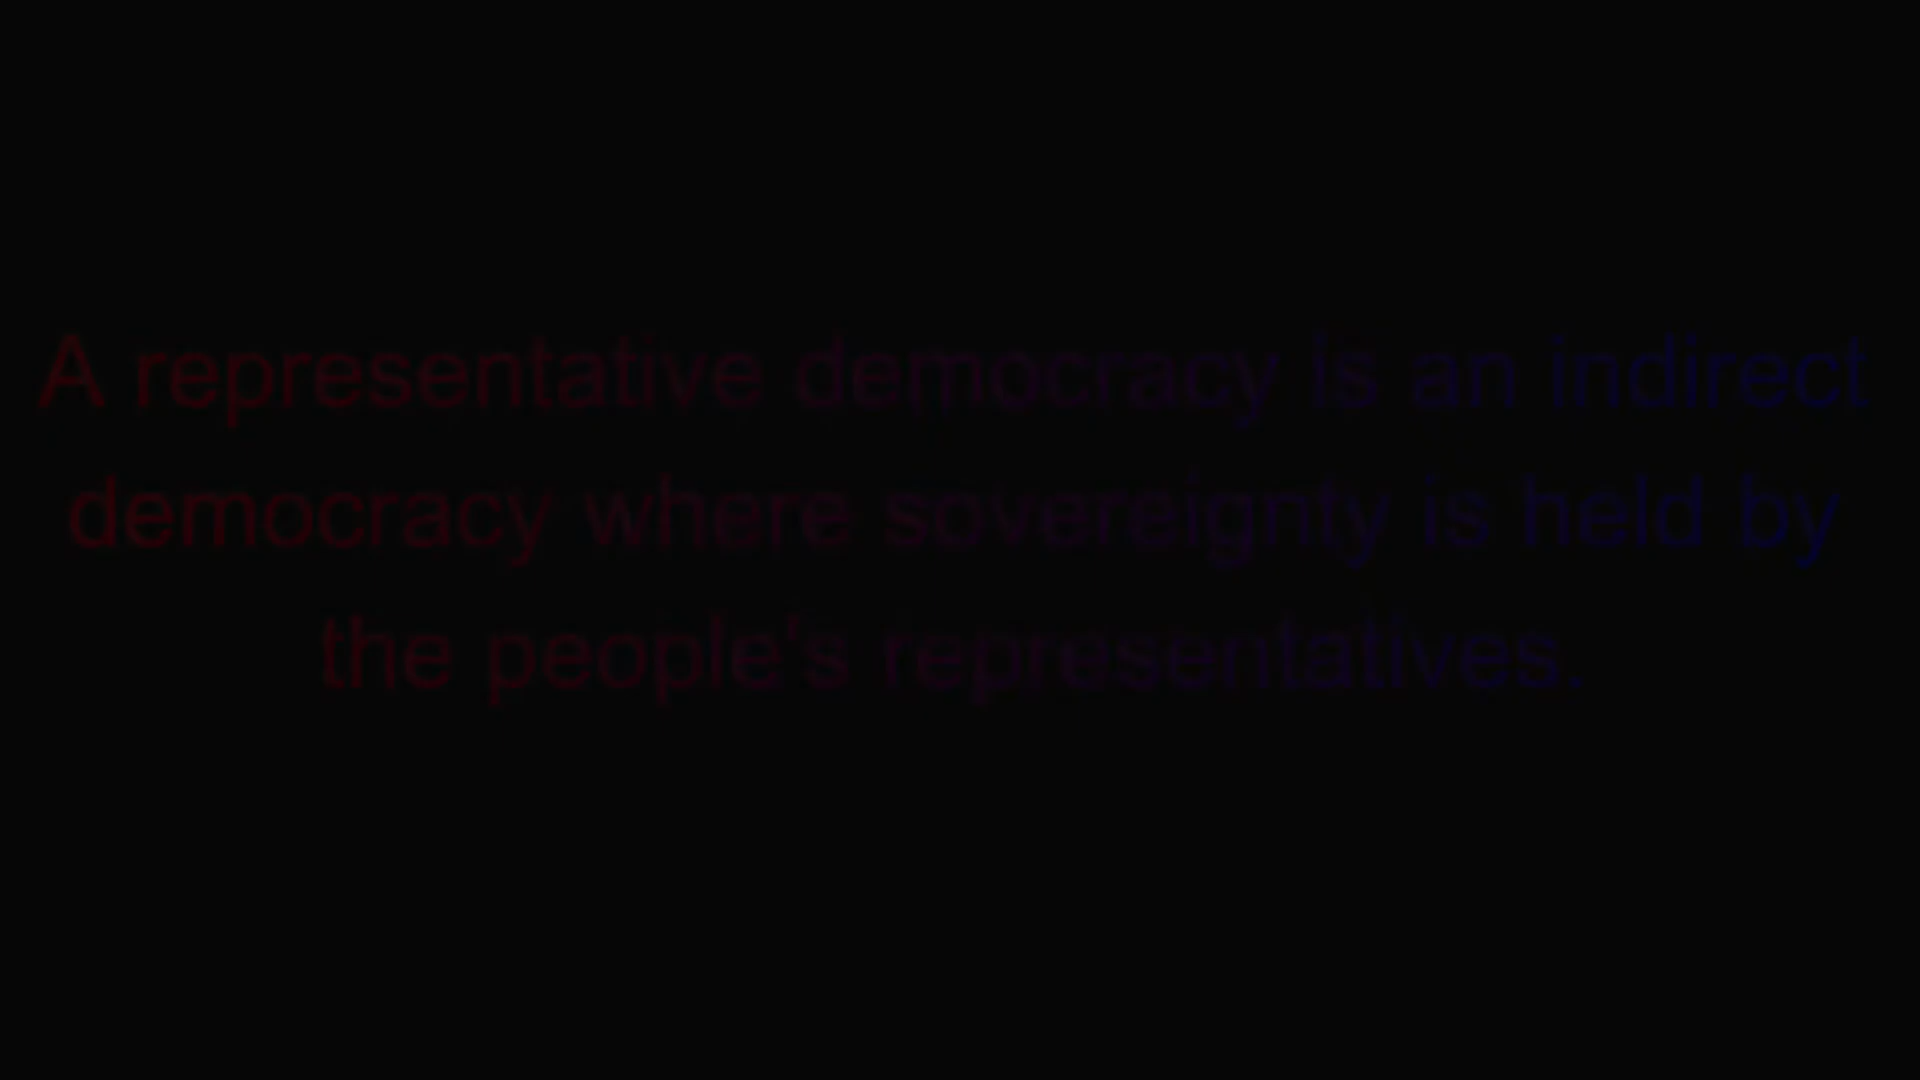 A representative democracy is an indirect
democracy where sovereignty is held by
the people's representatives.